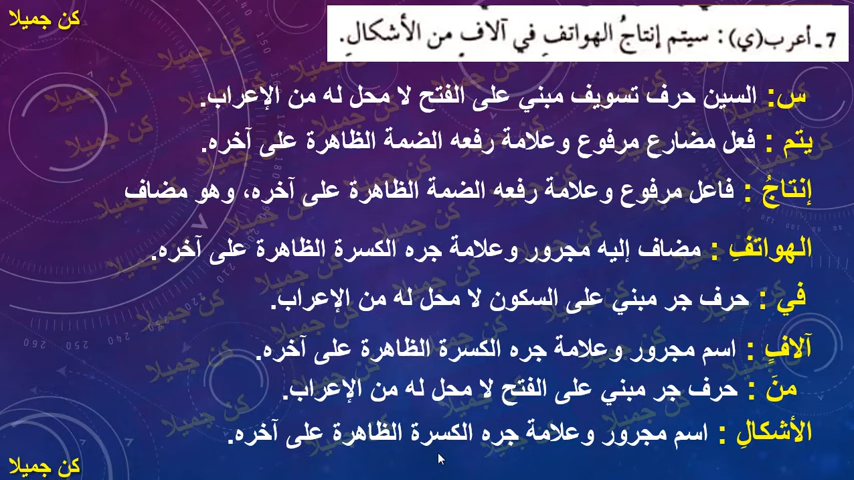 كن جميلا
7 ـ أعرب(ي) : سيتم إنتاجُ الهواتفِ في آلافٍ من الأشكالِ.
س: السين حرف تسويف مبني على الفتح لا محل له من الإعراب.
يتم : فعل مضارع مرفوع وعلامة رفعه الضمة الظاهرة على آخره.
إنتاجُ : فاعل مرفوع وعلامة رفعه الضمة الظاهرة على آخره، وهو مضاف
الهواتفِ : مضاف إليه مجرور وعلامة جره الكسرة الظاهرة على آخره.
في : حرف جر مبني على السكون لا محل له من الإعراب.
آلافٍ : اسم مجرور وعلامة جره الكسرة الظاهرة على آخره.
منَ : حرف جر مبني على الفتح لا محل له من الإعراب.
الأشكالِ : اسم مجرور وعلامة جره الكسرة الظاهرة على آخره.
كن جميلا